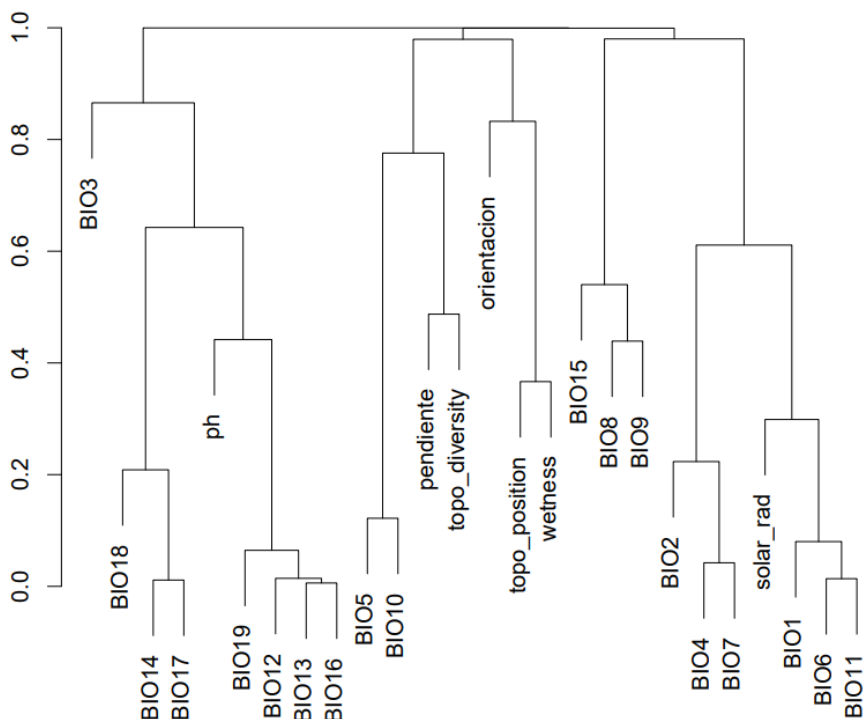 1.0
0.8
0.6
0.4
0.2
0.0
BIO3
BIO18
BIO14
BIO17
ph
BIO19
BIO12
BIO13
BIO16
BIO5
BIO10
pendiente
topo_diversity
orientacion
topo_position
wetness
BIO15
BIO8
BIO9
BIO2
BIO4
BIO7
solar_rad
BIO1
BIO6
BIO11